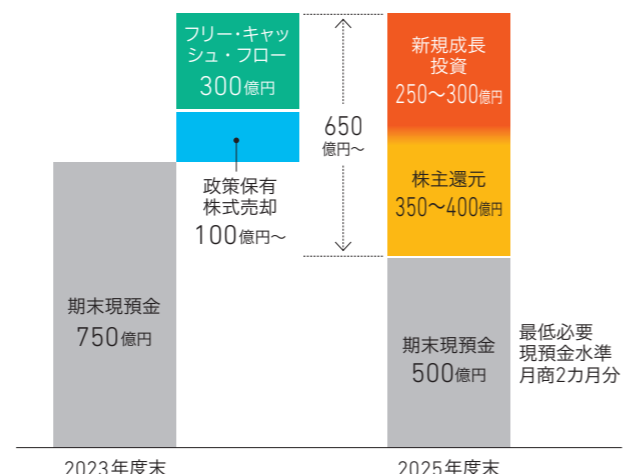 フリー・キャッ
シュ・フロー
300億円
政策保有
株式売却
100億円～
650
億円～
新規成長
投資
250～300億円
株主還元
350～400億円
期末現預金
750億円
期末現預金
500億円
最低必要
現預金水準
月商2カ月分
2023年度末
2025年度末